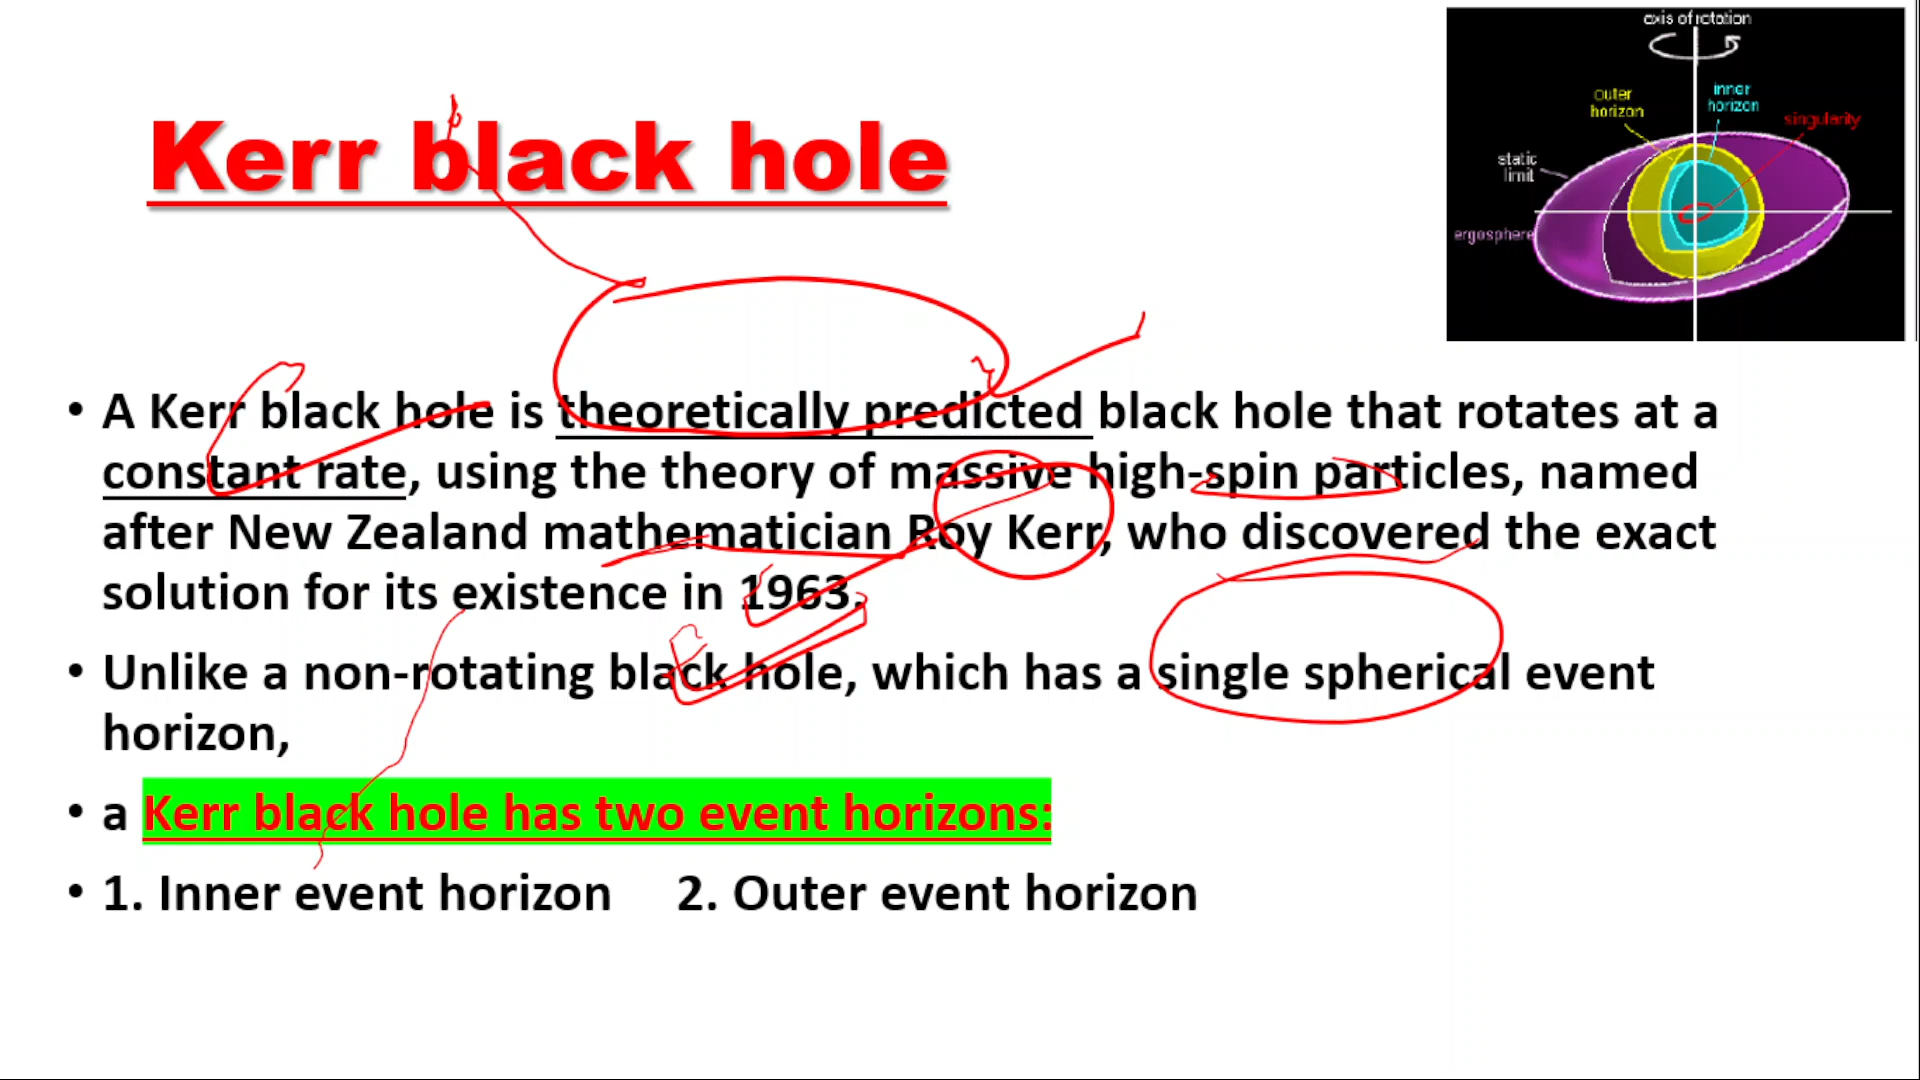 axis of rotation
outer
horizon
inner
horizon
singularity
static
limit
ergosphere
Kerr black hole
• A Kerr black hole is theoretically predicted black hole that rotates at a
constant rate, using the theory of massive high-spin particles, named
after New Zealand mathematician Roy Kerr, who discovered the exact
solution for its existence in 1963.
• Unlike a non-rotating black hole, which has a single spherical event
horizon,
• a Kerr black hole has two event horizons:
• 1. Inner event horizon 2. Outer event horizon